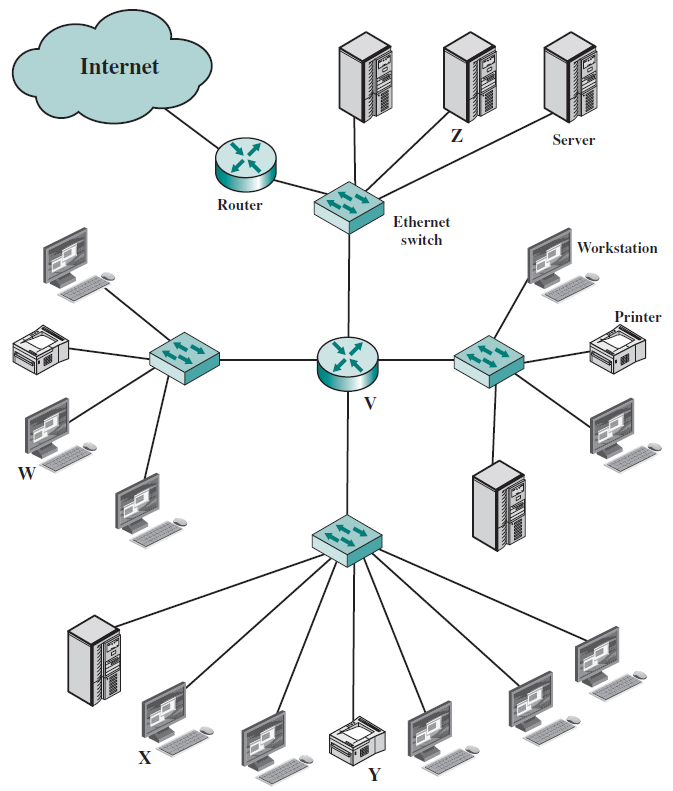 Internet
Z
Server
Router
Ethernet
switch
Workstation
Printer
V
W
X
Y